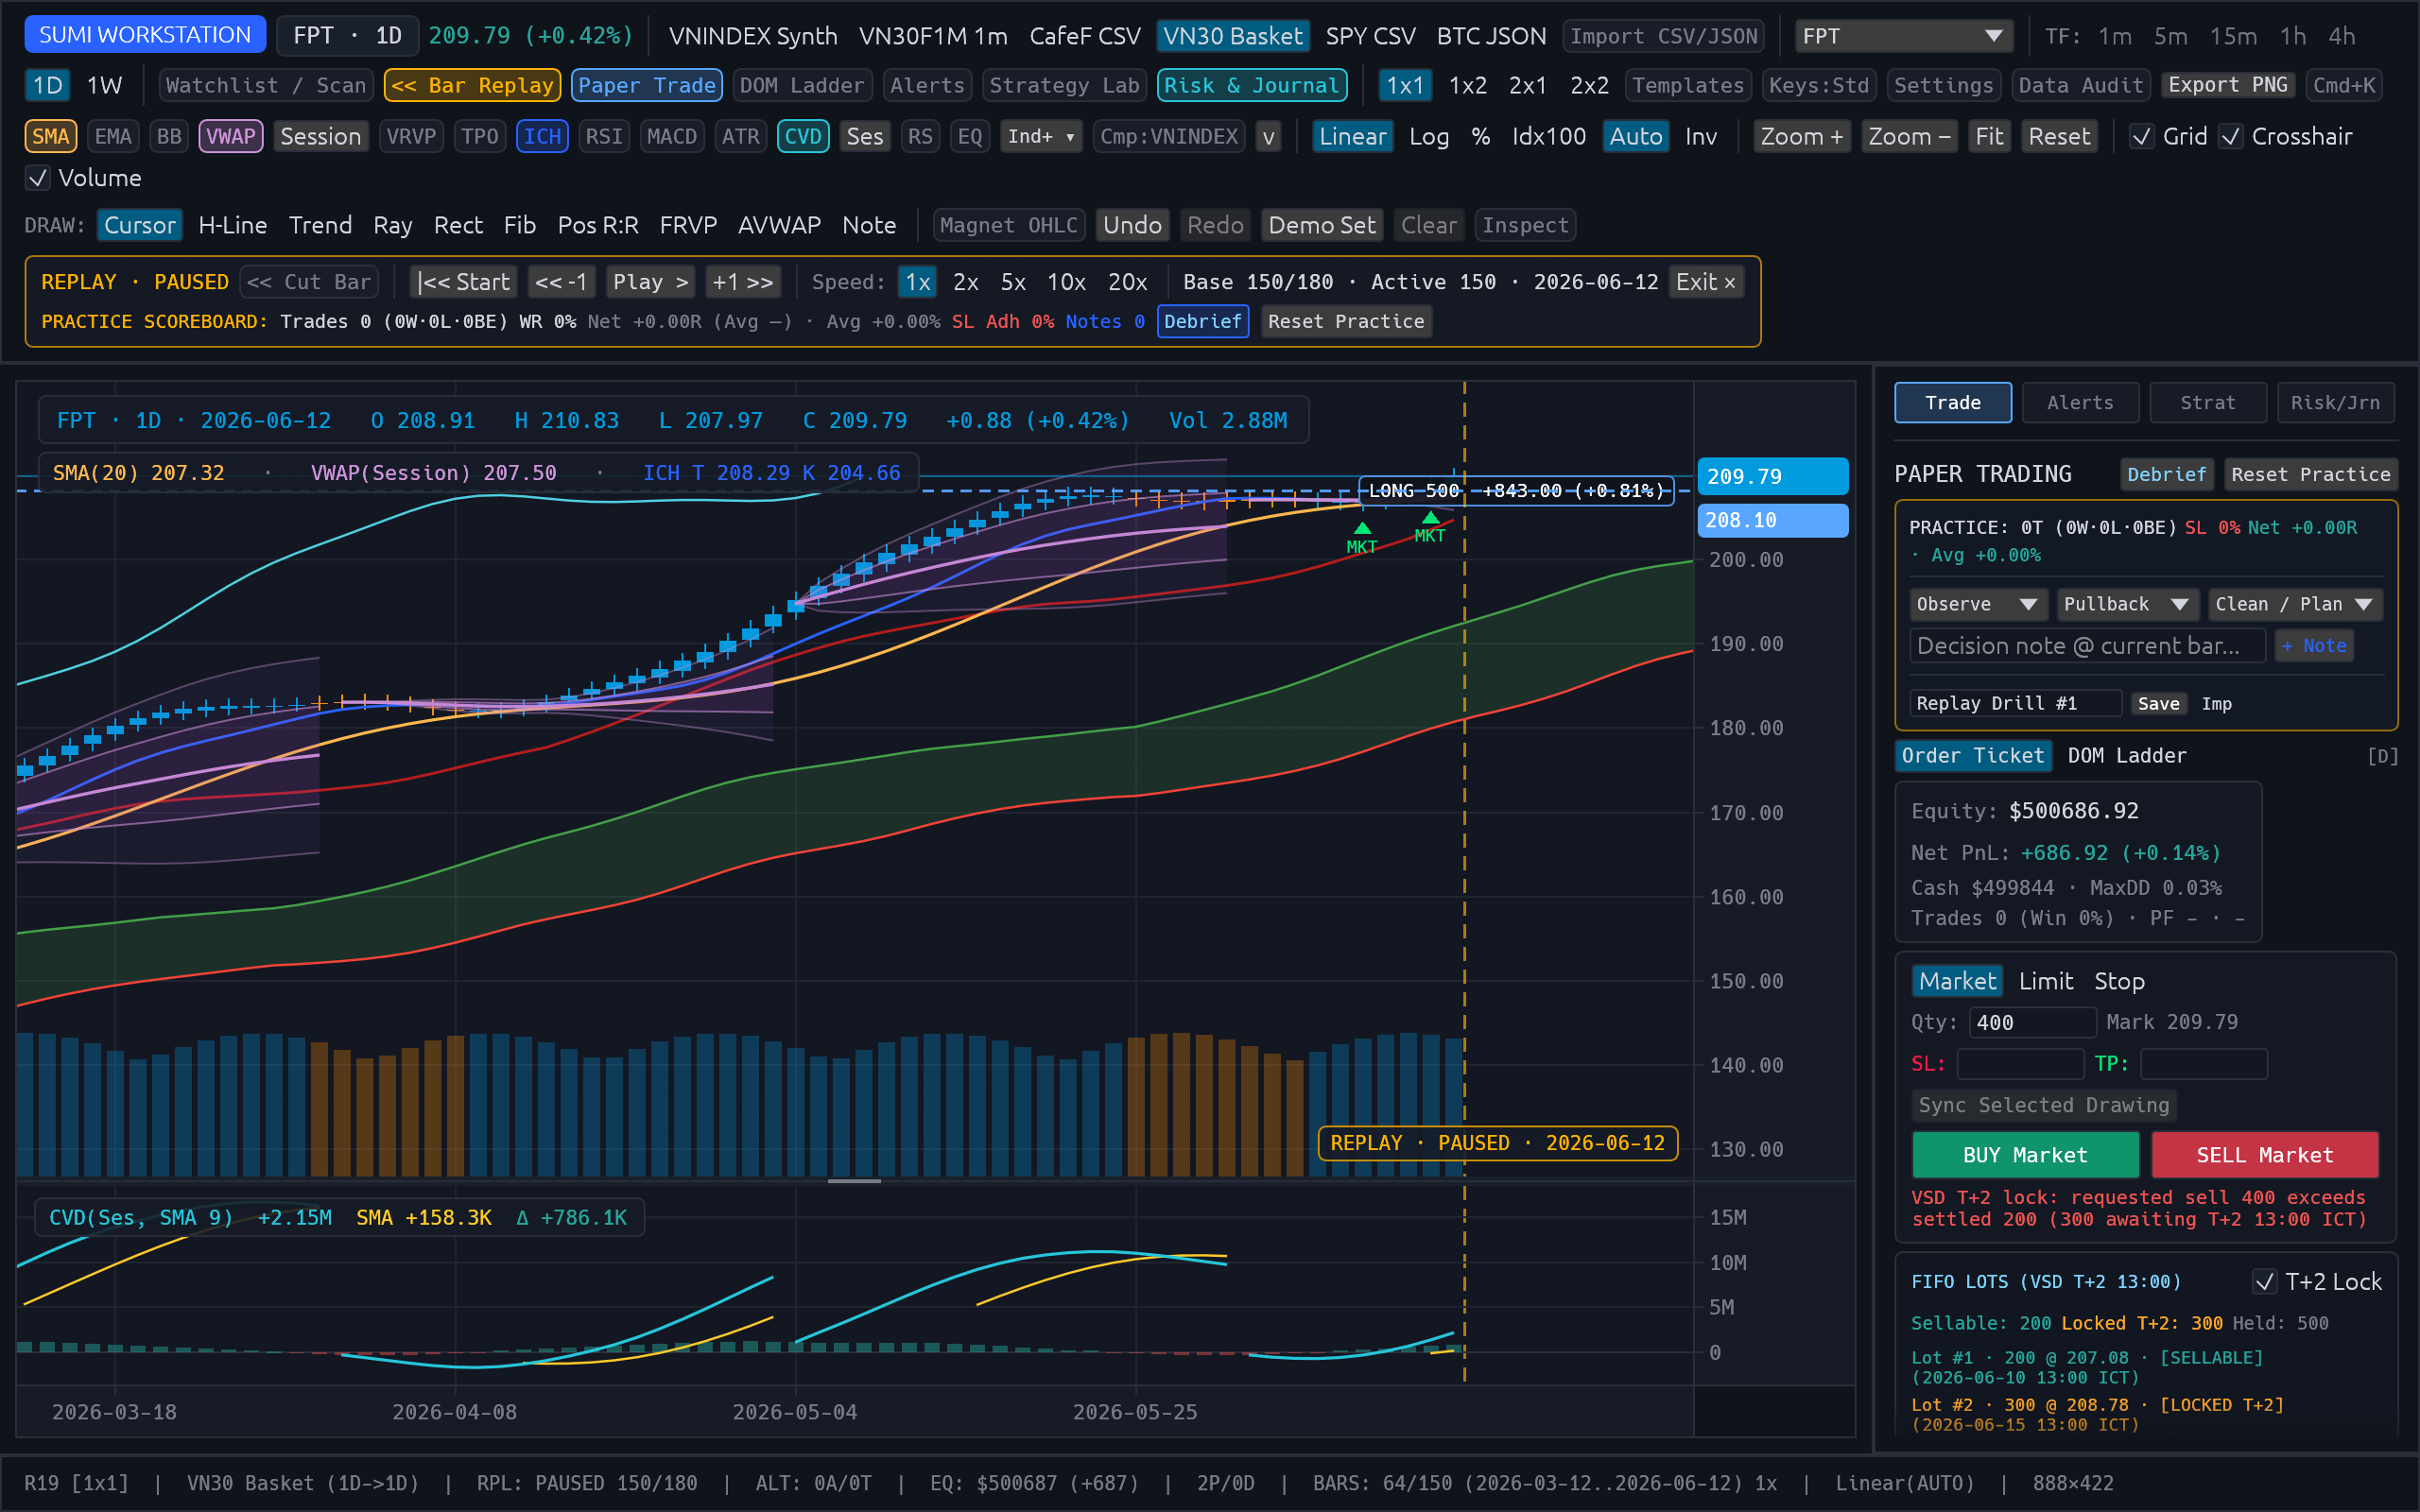 SUMI WORKSTATION FPT · 1D 209.79 (+0.42%) VNINDEX Synth VN30F1M 1m CafeF CSV VN30 Basket SPY CSV BTC JSON Import CSV/JSON FPT TF: 1m 5m 15m 1h 4h
1D 1W Watchlist / Scan << Bar Replay Paper Trade DOM Ladder Alerts Strategy Lab Risk & Journal 1x1 1x2 2x1 2x2 Templates Keys:Std Settings Data Audit Export PNG Cmd+K
SMA EMA BB VWAP Session VRVP TPO ICH RSI MACD ATR CVD Ses RS EQ Ind+ ▾ Cmp:VNINDEX v Linear Log % Idx100 Auto Inv Zoom + Zoom − Fit Reset Grid Crosshair
Volume
DRAW: Cursor H-Line Trend Ray Rect Fib Pos R:R FRVP AVWAP Note Magnet OHLC Undo Redo Demo Set Clear Inspect
REPLAY · PAUSED << Cut Bar |<< Start << -1 Play > +1 >> Speed: 1x 2x 5x 10x 20x Base 150/180 · Active 150 · 2026-06-12 Exit ×
PRACTICE SCOREBOARD: Trades 0 (0W·0L·0BE) WR 0% Net +0.00R (Avg —) · Avg +0.00% SL Adh 0% Notes 0 Debrief Reset Practice
FPT · 1D · 2026-06-12 O 208.91 H 210.83 L 207.97 C 209.79 +0.88 (+0.42%) Vol 2.88M
SMA(20) 207.32 · VWAP(Session) 207.50 · ICH T 208.29 K 204.66
LONG 500 +843.00 (+0.81%)
MKT
MKT
209.79
208.10
200.00
190.00
180.00
170.00
160.00
150.00
140.00
130.00
REPLAY · PAUSED · 2026-06-12
CVD(Ses, SMA 9) +2.15M SMA +158.3K Δ +786.1K
15M
10M
5M
0
2026-03-18 2026-04-08 2026-05-04 2026-05-25
Trade Alerts Strat Risk/Jrn
PAPER TRADING Debrief Reset Practice
PRACTICE: 0T (0W·0L·0BE) SL 0% Net +0.00R
· Avg +0.00%
Observe Pullback Clean / Plan
Decision note @ current bar... + Note
Replay Drill #1 Save Imp
Order Ticket DOM Ladder [D]
Equity: $500686.92
Net PnL: +686.92 (+0.14%)
Cash $499844 · MaxDD 0.03%
Trades 0 (Win 0%) · PF - · -
Market Limit Stop
Qty: 400 Mark 209.79
SL: TP:
Sync Selected Drawing
BUY Market SELL Market
VSD T+2 lock: requested sell 400 exceeds
settled 200 (300 awaiting T+2 13:00 ICT)
FIFO LOTS (VSD T+2 13:00) T+2 Lock
Sellable: 200 Locked T+2: 300 Held: 500
Lot #1 · 200 @ 207.08 · [SELLABLE]
(2026-06-10 13:00 ICT)
Lot #2 · 300 @ 208.78 · [LOCKED T+2]
(2026-06-15 13:00 ICT)
R19 [1x1] | VN30 Basket (1D->1D) | RPL: PAUSED 150/180 | ALT: 0A/0T | EQ: $500687 (+687) | 2P/0D | BARS: 64/150 (2026-03-12..2026-06-12) 1x | Linear(AUTO) | 888×422